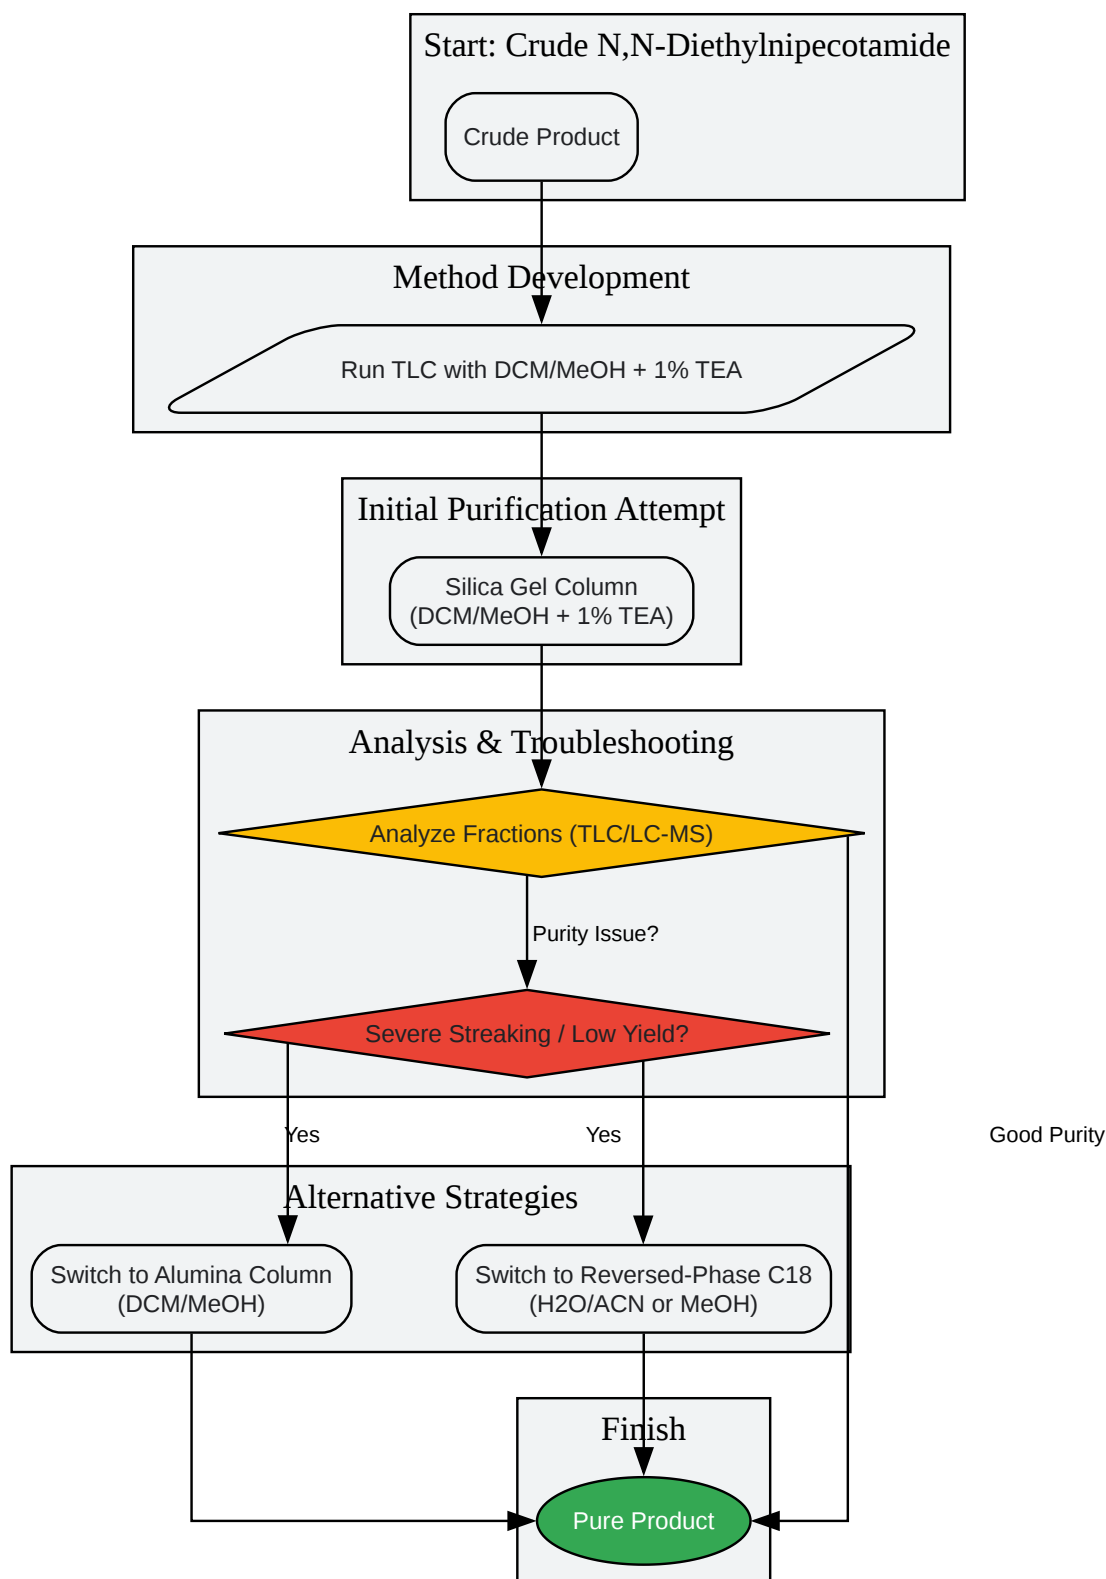 Start: Crude N,N-Diethylnipecotamide
Crude Product
Method Development
Run TLC with DCM/MeOH + 1% TEA
Initial Purification Attempt
Silica Gel Column
(DCM/MeOH + 1% TEA)
Analysis & Troubleshooting
Analyze Fractions (TLC/LC-MS)
Purity Issue?
Severe Streaking / Low Yield?
Yes
Yes
Good Purity
Alternative Strategies
Switch to Alumina Column
(DCM/MeOH)
Switch to Reversed-Phase C18
(H2O/ACN or MeOH)
Finish
Pure Product